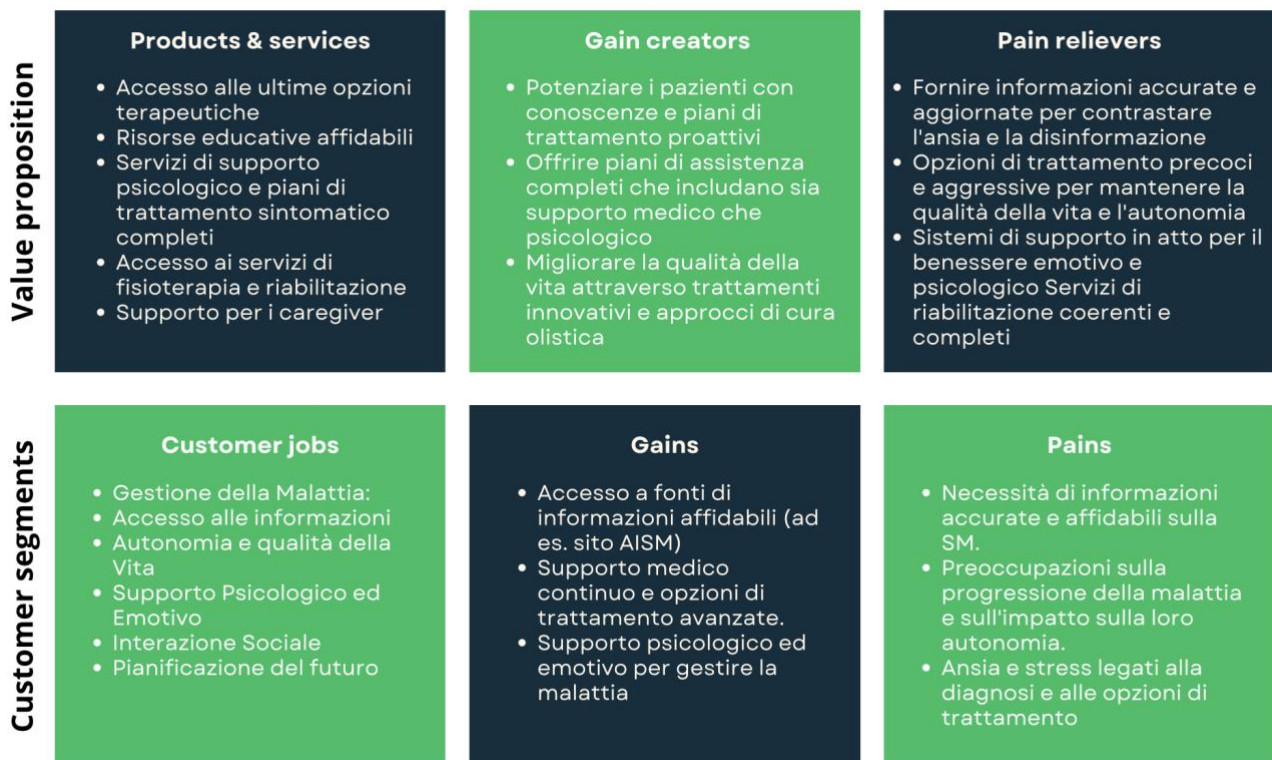 Value proposition
Products & services
Accesso alle ultime opzioni
terapeutiche
Risorse educative affidabili
Servizi di supporto
psicologico e piani di
trattamento sintomatico
completi
Accesso ai servizi di
fisioterapia e riabilitazione
Supporto per i caregiver
Gain creators
Potenziare i pazienti con
conoscenze e piani di
trattamento proattivi
Offrire piani di assistenza
completi che includano sia
supporto medico che
psicologico
Migliorare la qualità della
vita attraverso trattamenti
innovativi e approcci di cura
olistica
Pain relievers
Fornire informazioni accurate e
aggiornate per contrastare
l'ansia e la disinformazione
Opzioni di trattamento precoci
e aggressive per mantenere la
qualità della vita e l'autonomia
Sistemi di supporto in atto per il
benessere emotivo e
psicologico Servizi di
riabilitazione coerenti e
completi
Customer segments
Customer jobs
Gestione della Malattia:
Accesso alle informazioni
Autonomia e qualità della
Vita
Supporto Psicologico ed
Emotivo
Interazione Sociale
Pianificazione del futuro
Gains
Accesso a fonti di
informazioni affidabili (ad
es. sito AISM)
Supporto medico
continuo e opzioni di
trattamento avanzate.
Supporto psicologico ed
emotivo per gestire la
malattia
Pains
Necessità di informazioni
accurate e affidabili sulla
SM.
Preoccupazioni sulla
progressione della malattia
e sull'impatto sulla loro
autonomia.
Ansia e stress legati alla
diagnosi e alle opzioni di
trattamento